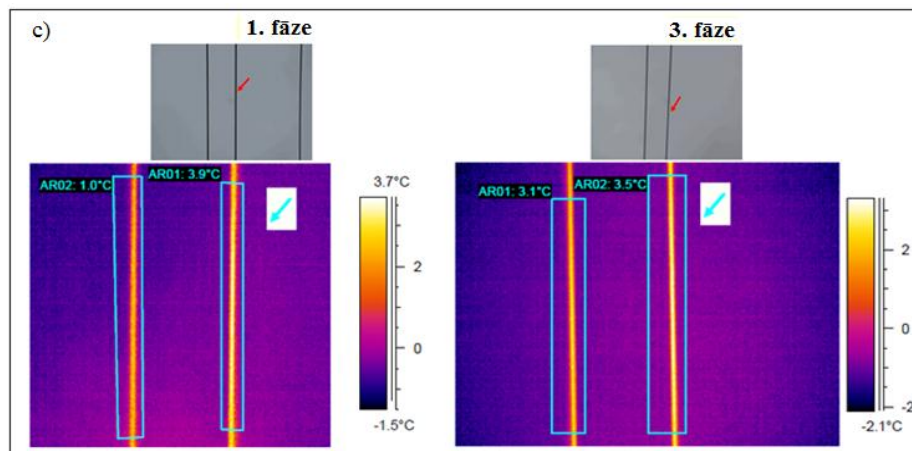 c)
1. fāze
3. fāze
AR02: 1.0°C
AR01: 3.9°C
3.7°C
2
0
-1.5°C
AR01: 3.1°C
AR02: 3.5°C
2
0
-2
-2.1°C